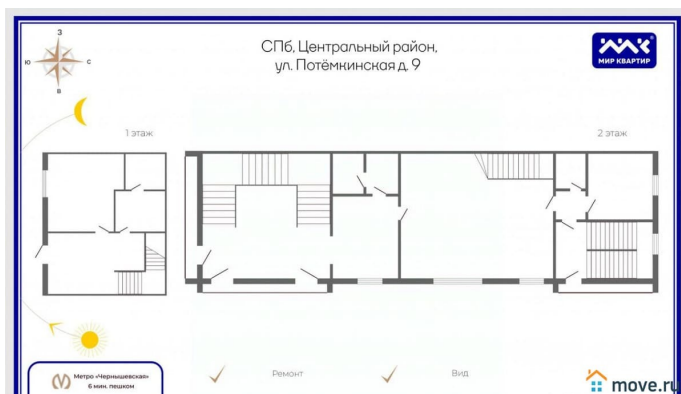 З
Ю
С
В
СПб, Центральный район,
ул. Потёмкинская д. 9
МИР КВАРТИР
1 этаж
2 этаж
Метро «Чернышевская»
6 мин. пешком
Ремонт
Вид
move.ru